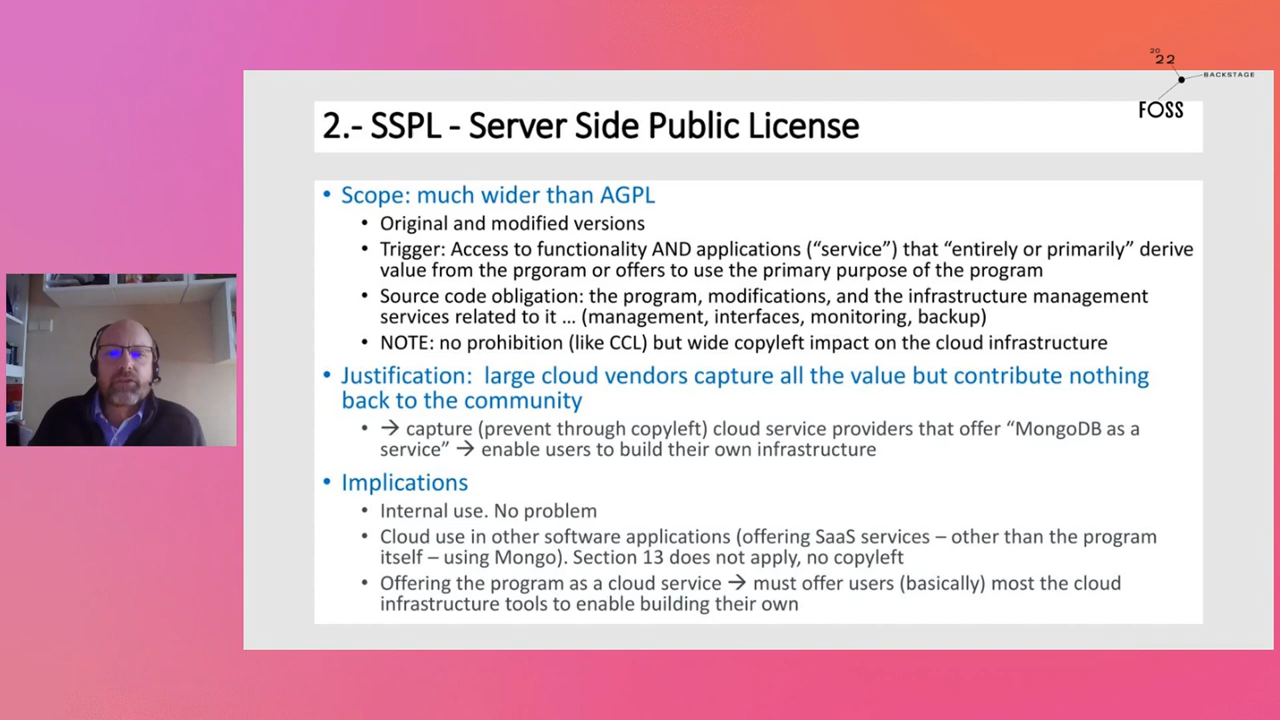 20
22
BACKSTAGE
FOSS
2.- SSPL - Server Side Public License
• Scope: much wider than AGPL
• Original and modified versions
• Trigger: Access to functionality AND applications (“service”) that “entirely or primarily” derive
value from the prgoram or offers to use the primary purpose of the program
• Source code obligation: the program, modifications, and the infrastructure management
services related to it … (management, interfaces, monitoring, backup)
• NOTE: no prohibition (like CCL) but wide copyleft impact on the cloud infrastructure
• Justification:  large cloud vendors capture all the value but contribute nothing
back to the community
• → capture (prevent through copyleft) cloud service providers that offer “MongoDB as a
service” → enable users to build their own infrastructure
• Implications
• Internal use. No problem
• Cloud use in other software applications (offering SaaS services – other than the program
itself – using Mongo). Section 13 does not apply, no copyleft
• Offering the program as a cloud service → must offer users (basically) most the cloud
infrastructure tools to enable building their own